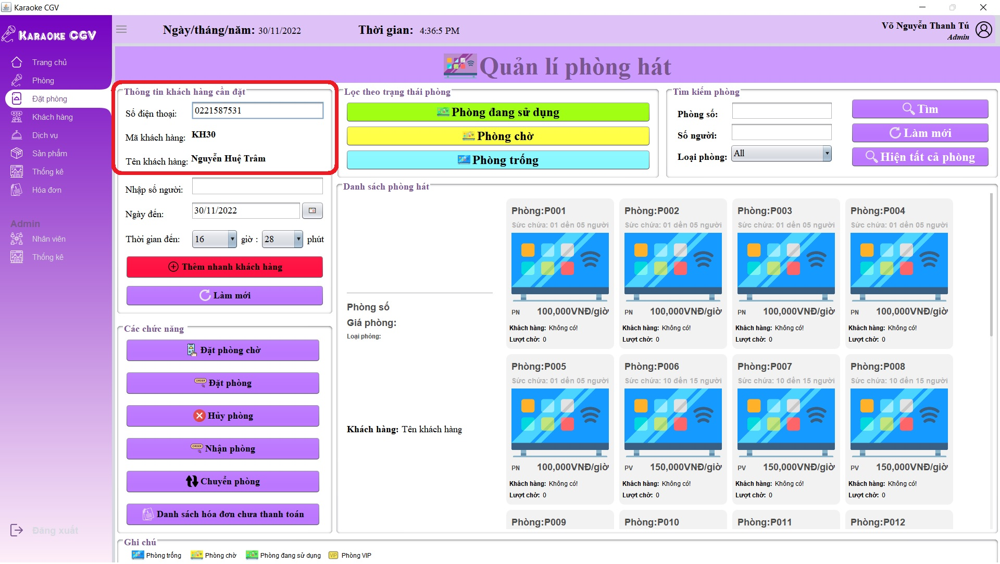 Karaoke CGV
KARAOKE CGV
Ngày/tháng/năm: 30/11/2022
Thời gian: 4:36:5 PM
Võ Nguyễn Thanh Tú
Admin
Trang chủ
Phòng
Đặt phòng
Khách hàng
Dịch vụ
Sản phẩm
Thống kê
Hóa đơn
Admin
Nhân viên
Thống kê
Đăng xuất
Quản lí phòng hát
Thông tin khách hàng cần đặt
Số điện thoại: 0221587531
Mã khách hàng: KH30
Tên khách hàng: Nguyễn Huệ Trâm
Nhập số người:
Ngày đến: 30/11/2022
Thời gian đến: 16 giờ : 28 phút
Thêm nhanh khách hàng
Làm mới
Các chức năng
Đặt phòng chờ
ORDER Đặt phòng
Hủy phòng
ORDER Nhận phòng
Chuyển phòng
Danh sách hóa đơn chưa thanh toán
Lọc theo trạng thái phòng
Phòng đang sử dụng
Phòng chờ
Phòng trống
Tìm kiếm phòng
Phòng số:
Số người:
Loại phòng: All
Tìm
Làm mới
Hiện tất cả phòng
Danh sách phòng hát
Phòng số
Giá phòng:
Loại phòng:
Khách hàng: Tên khách hàng
Phòng:P001
Sức chứa: 01 dến 05 người
PN 100,000VNĐ/giờ
Khách hàng: Không có!
Lượt chờ: 0
Phòng:P002
Sức chứa: 01 dến 05 người
PN 100,000VNĐ/giờ
Khách hàng: Không có!
Lượt chờ: 0
Phòng:P003
Sức chứa: 01 dến 05 người
PN 100,000VNĐ/giờ
Khách hàng: Không có!
Lượt chờ: 0
Phòng:P004
Sức chứa: 01 dến 05 người
PN 100,000VNĐ/giờ
Khách hàng: Không có!
Lượt chờ: 0
Phòng:P005
Sức chứa: 01 dến 05 người
PN 100,000VNĐ/giờ
Khách hàng: Không có!
Lượt chờ: 0
Phòng:P006
Sức chứa: 10 dến 15 người
PV 150,000VNĐ/giờ
Khách hàng: Không có!
Lượt chờ: 0
Phòng:P007
Sức chứa: 10 dến 15 người
PV 150,000VNĐ/giờ
Khách hàng: Không có!
Lượt chờ: 0
Phòng:P008
Sức chứa: 10 dến 15 người
PV 150,000VNĐ/giờ
Khách hàng: Không có!
Lượt chờ: 0
Phòng:P009
Phòng:P010
Phòng:P011
Phòng:P012
Ghi chú
Phòng trống
Phòng chờ
Phòng đang sử dụng
VIP Phòng VIP